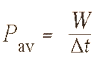 P_av = W/Δt